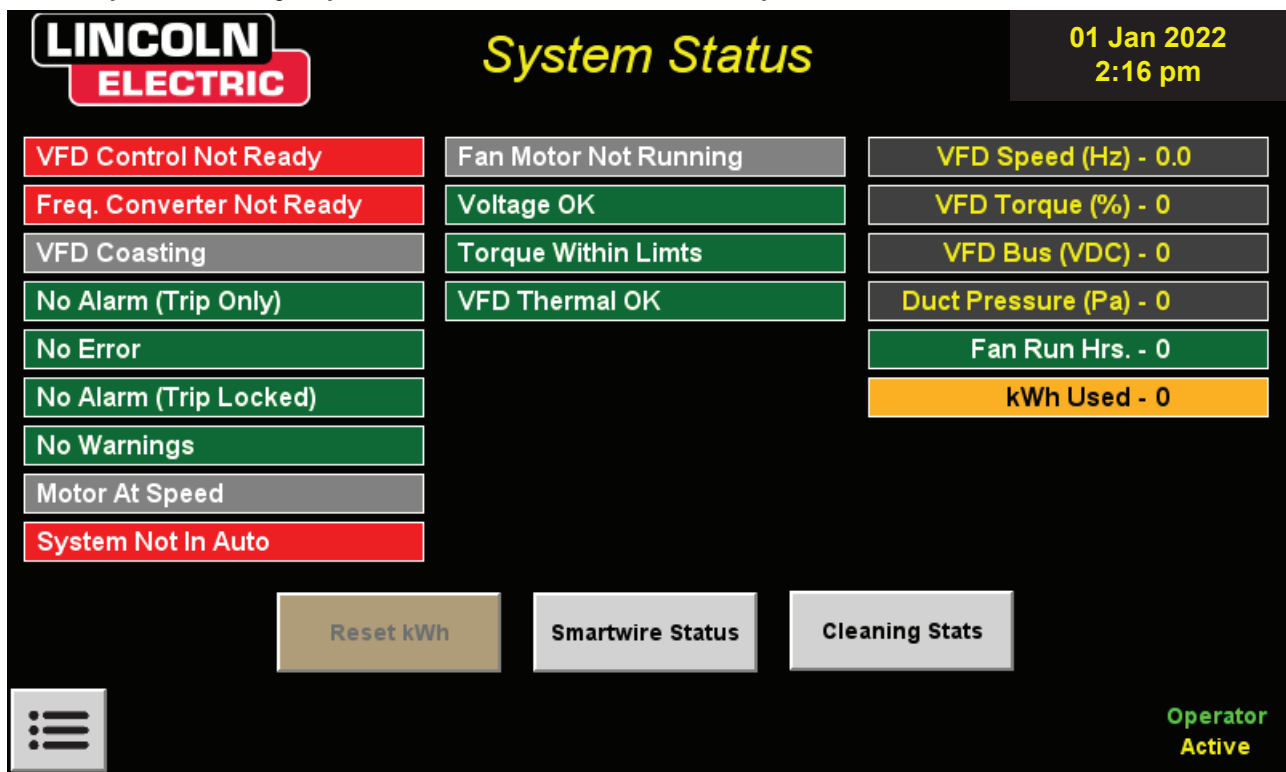 LINCOLN
ELECTRIC
System Status
01 Jan 2022
2:16 pm
VFD Control Not Ready
Freq. Converter Not Ready
VFD Coasting
No Alarm (Trip Only)
No Error
No Alarm (Trip Locked)
No Warnings
Motor At Speed
System Not In Auto
Fan Motor Not Running
Voltage OK
Torque Within Limts
VFD Thermal OK
VFD Speed (Hz) - 0.0
VFD Torque (%) - 0
VFD Bus (VDC) - 0
Duct Pressure (Pa) - 0
Fan Run Hrs. - 0
kWh Used - 0
Reset kWh
Smartwire Status
Cleaning Stats
Operator
Active